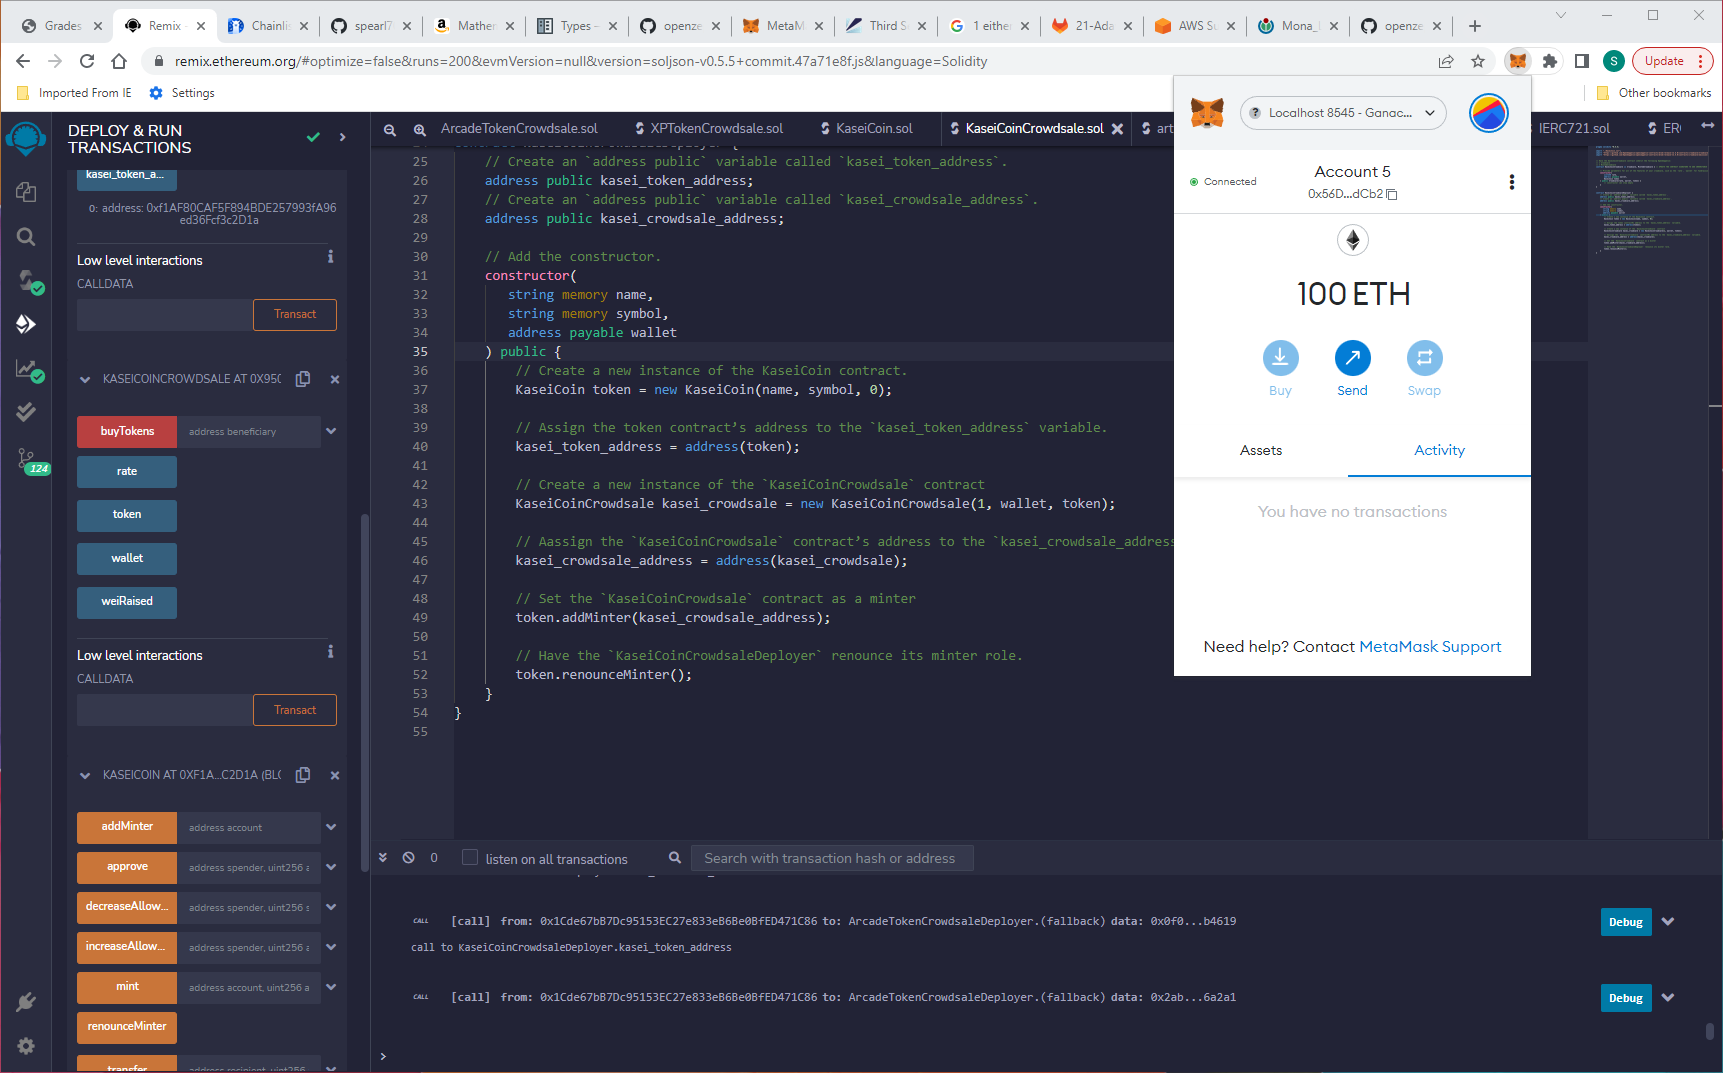 Grades
Remix -
Chainlis
spearl7
Mathem
Types –
openze
MetaM
Third S
1 ether
21-Ada
AWS Su
Mona_
openze
remix.ethereum.org/#optimize=false&runs=200&evmVersion=null&version=soljson-v0.5.5+commit.47a71e8f.js&language=Solidity
S
Update
Imported From IE
Settings
Other bookmarks
DEPLOY & RUN
TRANSACTIONS
kasei_token_a...
0: address: 0xf1AF80CAF5F894BDE257993fA96
ed36Fcf3c2D1a
Low level interactions
CALLDATA
Transact
KASEICOINCROWDSALE AT 0X95C
buyTokens
address beneficiary
rate
token
wallet
weiRaised
124
Low level interactions
CALLDATA
Transact
KASEICOIN AT 0XF1A...C2D1A (BLC
addMinter
address account
approve
address spender, uint256 a
decreaseAllow...
address spender, uint256 s
increaseAllow...
address spender, uint256 a
mint
address account, uint256 a
renounceMinter
transfer
address recipient, uint256
ArcadeTokenCrowdsale.sol
XPTokenCrowdsale.sol
KaseiCoin.sol
KaseiCoinCrowdsale.sol
art
IERC721.sol
ER
25 // Create an `address public` variable called `kasei_token_address`.
26 address public kasei_token_address;
27 // Create an `address public` variable called `kasei_crowdsale_address`.
28 address public kasei_crowdsale_address;
29
30 // Add the constructor.
31 constructor(
32 string memory name,
33 string memory symbol,
34 address payable wallet
35 ) public {
36 // Create a new instance of the KaseiCoin contract.
37 KaseiCoin token = new KaseiCoin(name, symbol, 0);
38
39 // Assign the token contract’s address to the `kasei_token_address` variable.
40 kasei_token_address = address(token);
41
42 // Create a new instance of the `KaseiCoinCrowdsale` contract
43 KaseiCoinCrowdsale kasei_crowdsale = new KaseiCoinCrowdsale(1, wallet, token);
44
45 // Aassign the `KaseiCoinCrowdsale` contract’s address to the `kasei_crowdsale_address
46 kasei_crowdsale_address = address(kasei_crowdsale);
47
48 // Set the `KaseiCoinCrowdsale` contract as a minter
49 token.addMinter(kasei_crowdsale_address);
50
51 // Have the `KaseiCoinCrowdsaleDeployer` renounce its minter role.
52 token.renounceMinter();
53 }
54 }
55
Localhost 8545 - Ganac...
Connected
Account 5
0x56D...dCb2
100 ETH
Buy
Send
Swap
Assets
Activity
You have no transactions
Need help? Contact MetaMask Support
0
listen on all transactions
Search with transaction hash or address
CALL [call] from: 0x1Cde67bB7Dc95153EC27e833eB6Be0BfED471C86 to: ArcadeTokenCrowdsaleDeployer.(fallback) data: 0x0f0...b4619
Debug
call to KaseiCoinCrowdsaleDeployer.kasei_token_address
CALL [call] from: 0x1Cde67bB7Dc95153EC27e833eB6Be0BfED471C86 to: ArcadeTokenCrowdsaleDeployer.(fallback) data: 0x2ab...6a2a1
Debug
>